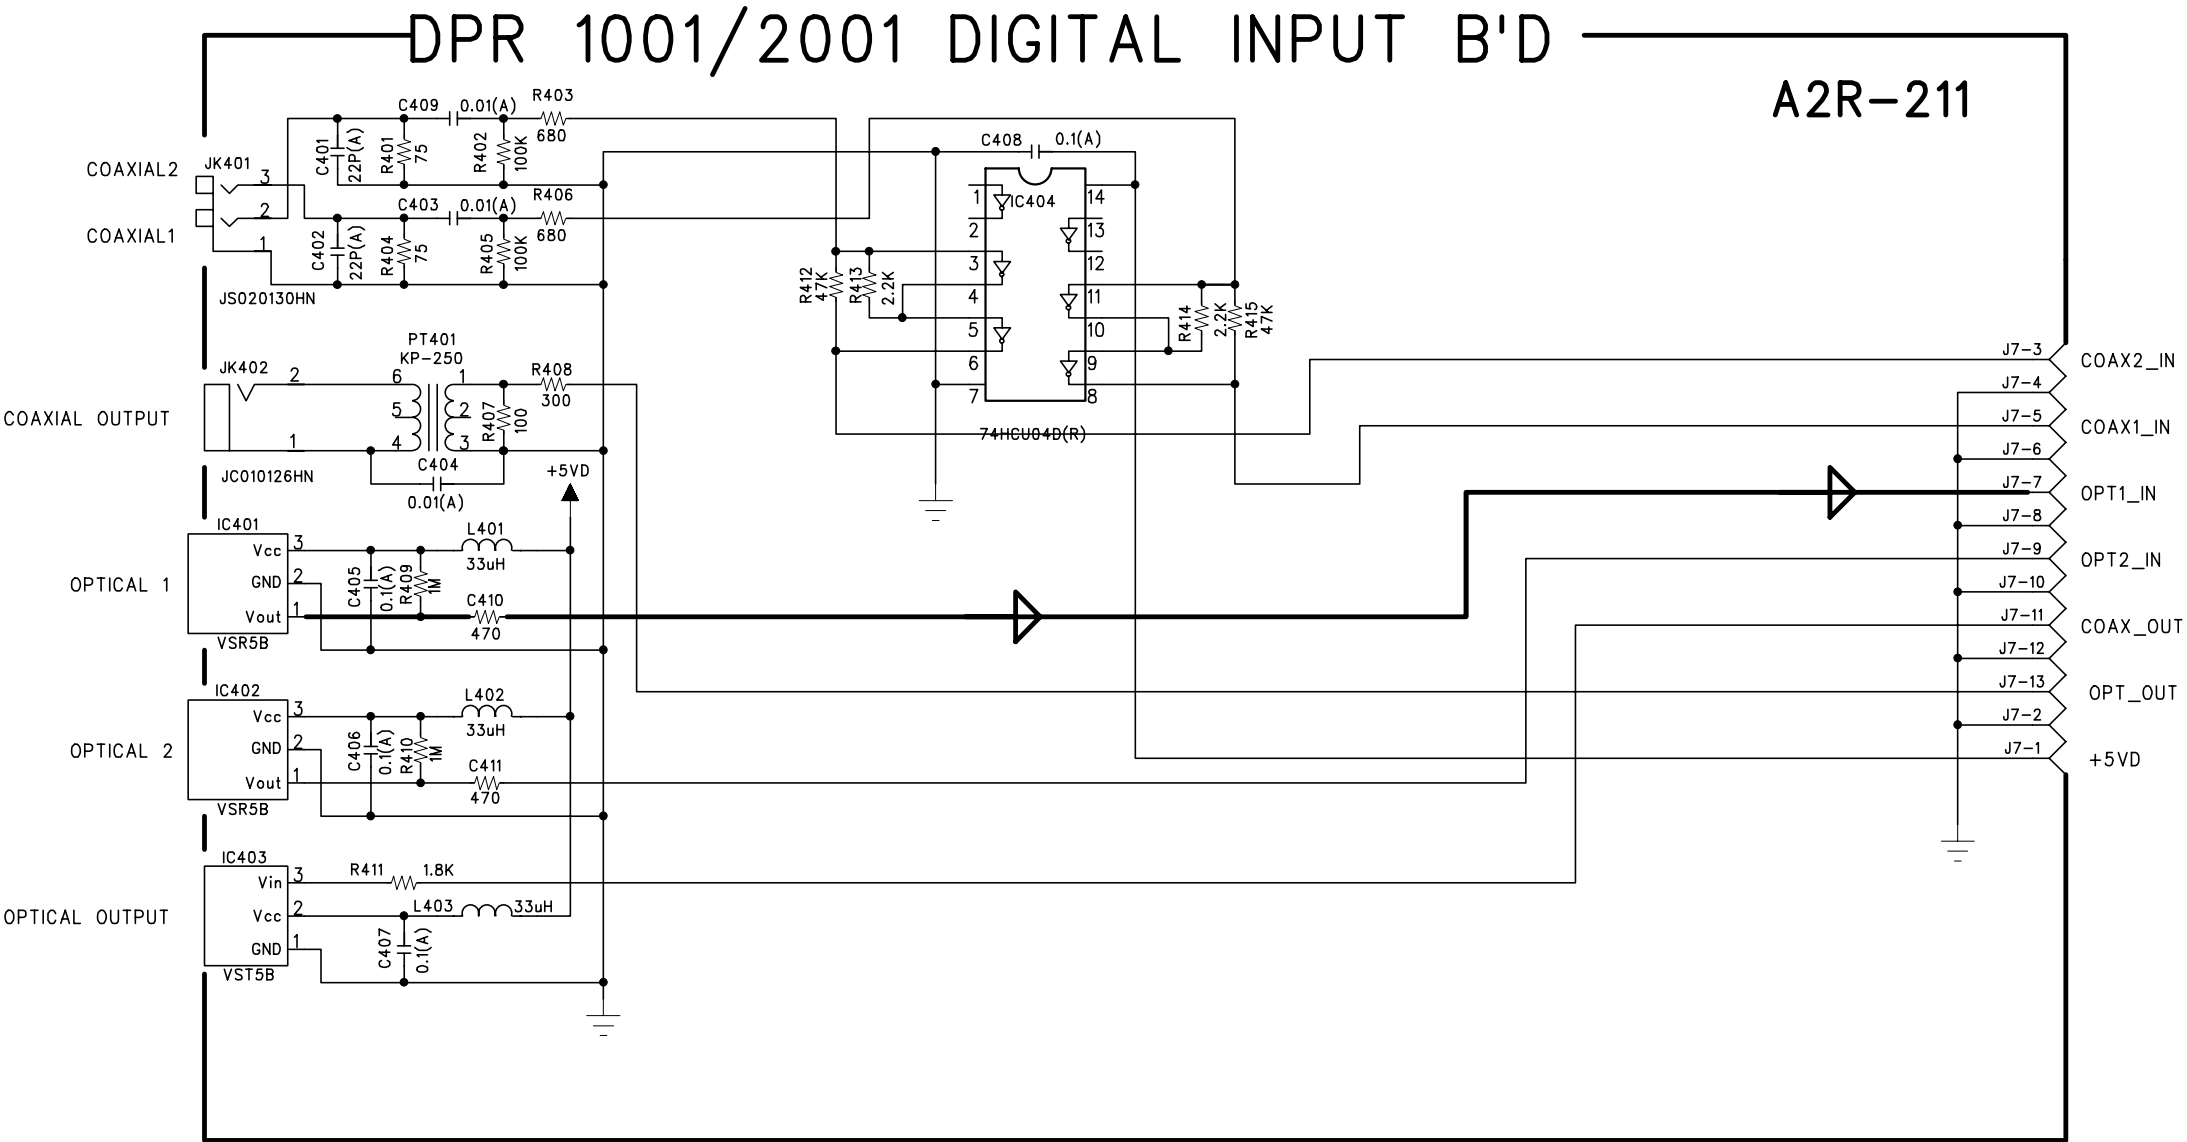 DPR 1001/2001 DIGITAL INPUT B'D
A2R-211
COAXIAL2
JK401
3
2
1
COAXIAL1
JS020130HN
C401
22P(A)
R401
75
C409
0.01(A)
R402
100K
R403
680
C402
22P(A)
R404
75
C403
0.01(A)
R405
100K
R406
680
C408
0.1(A)
IC404
1
2
3
4
5
6
7
14
13
12
11
10
9
8
74HCU04D(R)
R412
47K
R413
2.2K
R414
2.2K
R415
47K
COAXIAL OUTPUT
JK402
2
1
JC010126HN
PT401
KP-250
6
5
4
1
2
3
R407
100
R408
300
C404
0.01(A)
+5VD
OPTICAL 1
IC401
Vcc
3
GND
2
Vout
1
VSR5B
C405
0.1(A)
R409
1M
L401
33uH
C410
470
OPTICAL 2
IC402
Vcc
3
GND
2
Vout
1
VSR5B
C406
0.1(A)
R410
1M
L402
33uH
C411
470
OPTICAL OUTPUT
IC403
Vin
3
Vcc
2
GND
1
VST5B
R411
1.8K
L403
33uH
C407
0.1(A)
J7-3
COAX2_IN
J7-4
J7-5
COAX1_IN
J7-6
J7-7
OPT1_IN
J7-8
J7-9
OPT2_IN
J7-10
J7-11
COAX_OUT
J7-12
J7-13
OPT_OUT
J7-2
J7-1
+5VD